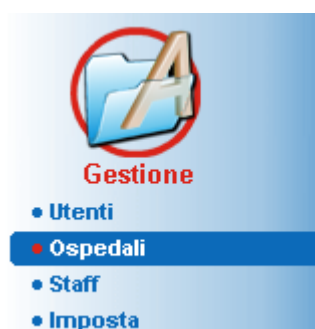 Gestione
• Utenti
• Ospedali
• Staff
• Imposta